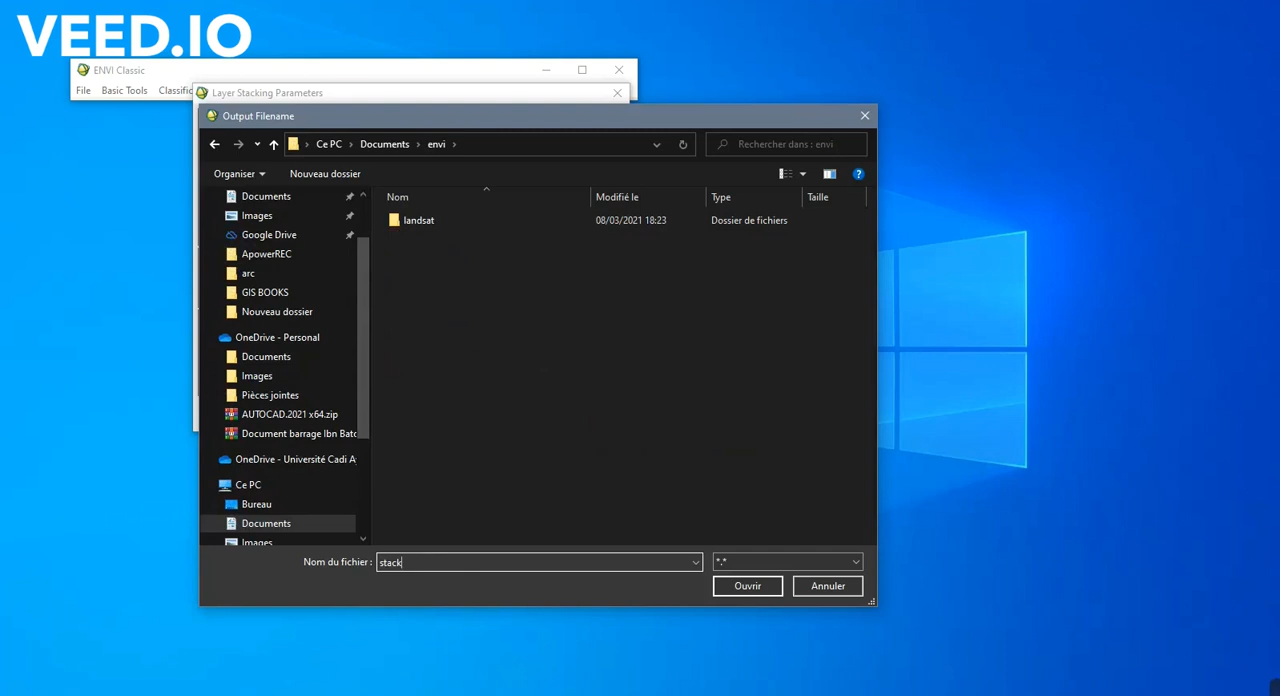 VEED.IO
ENVI Classic
File Basic Tools Classific
Layer Stacking Parameters
Output Filename
Ce PC > Documents > envi >
Rechercher dans : envi
Organiser Nouveau dossier
Nom Modifié le Type Taille
landsat 08/03/2021 18:23 Dossier de fichiers
Documents
Images
Google Drive
ApowerREC
arc
GIS BOOKS
Nouveau dossier
OneDrive - Personal
Documents
Images
Pièces jointes
AUTOCAD.2021 x64.zip
Document barrage Ibn Bato
OneDrive - Université Cadi A
Ce PC
Bureau
Documents
Images
Nom du fichier : stack
*.*
Ouvrir Annuler